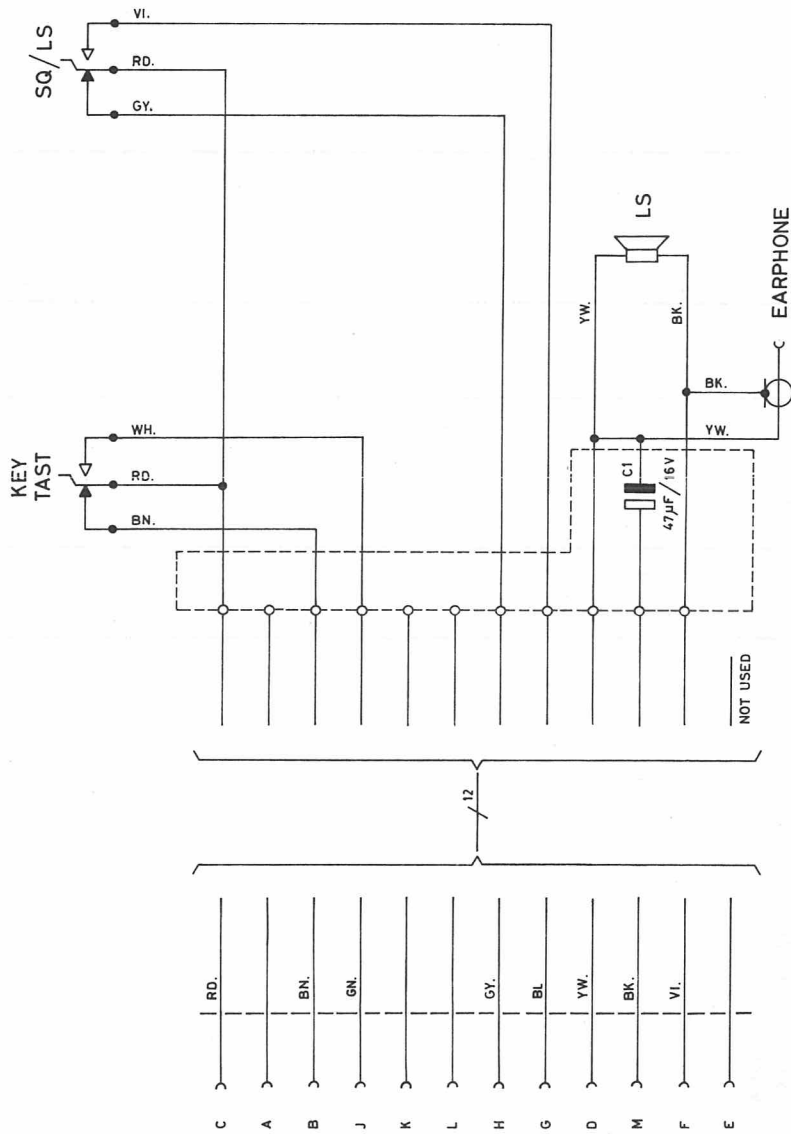 SQ/LS
VI.
RD.
GY.
KEY
TAST
WH.
RD.
BN.
LS
YW.
BK.
BK.
YW.
EARPHONE
C1
47µF/16V
NOT USED
12
RD.
BN.
GN.
GY.
BL
YW.
BK.
VI.
C
A
B
J
K
L
H
G
D
M
F
E